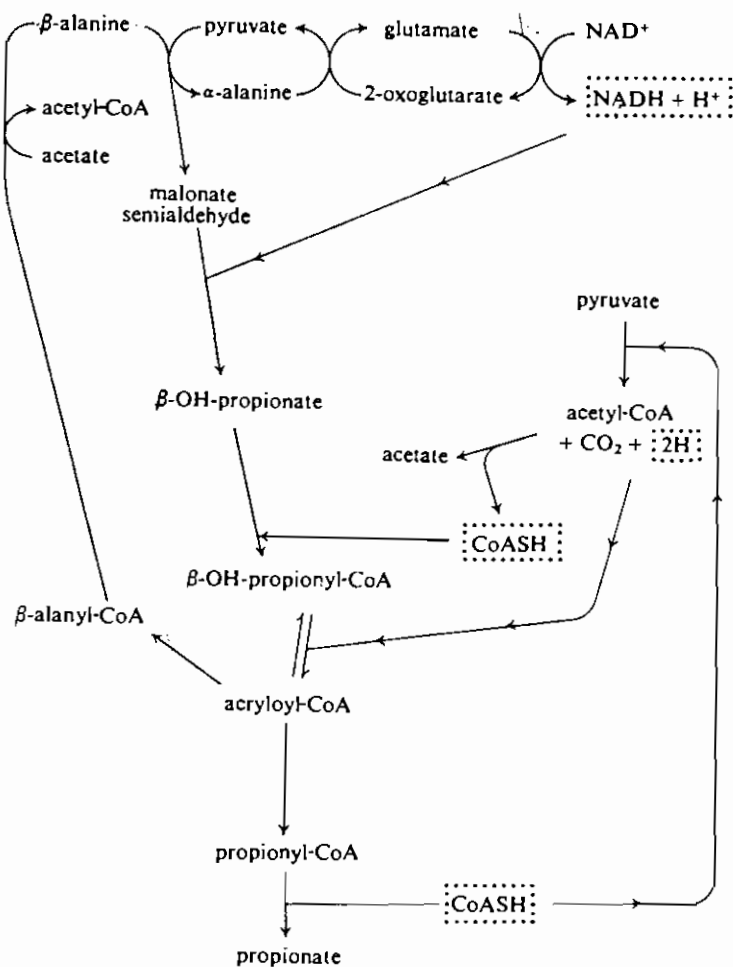 β-alanine
pyruvate
glutamate
NAD⁺
α-alanine
2-oxoglutarate
NADH + H⁺
acetyl-CoA
acetate
malonate
semialdehyde
pyruvate
β-OH-propionate
acetyl-CoA
+ CO₂ + 2H
acetate
CoASH
β-OH-propionyl-CoA
β-alanyl-CoA
acryloyl-CoA
propionyl-CoA
CoASH
propionate